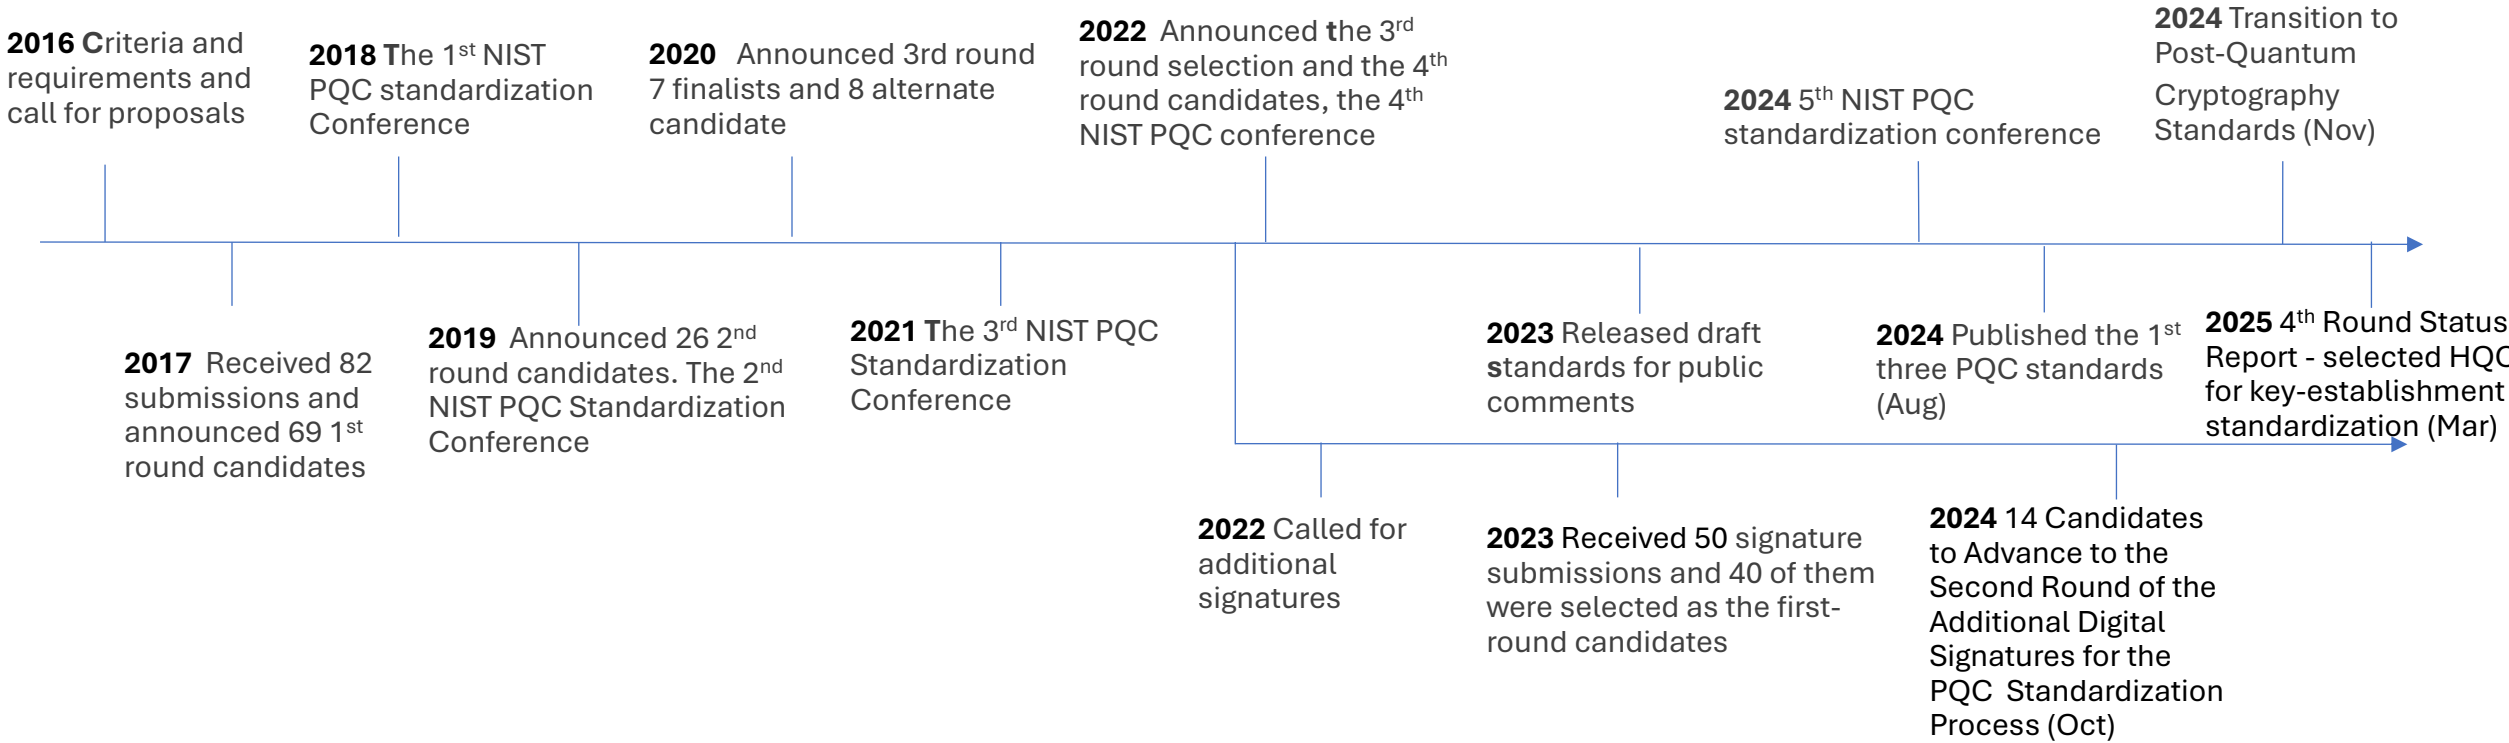 2016 Criteria and
requirements and
call for proposals
2018 The 1st NIST
PQC standardization
Conference
2020 Announced 3rd round
7 finalists and 8 alternate
candidate
2022 Announced the 3rd
round selection and the 4th
round candidates, the 4th
NIST PQC conference
2024 5th NIST PQC
standardization conference
2024 Transition to
Post-Quantum
Cryptography
Standards (Nov)
2017 Received 82
submissions and
announced 69 1st
round candidates
2019 Announced 26 2nd
round candidates. The 2nd
NIST PQC Standardization
Conference
2021 The 3rd NIST PQC
Standardization
Conference
2023 Released draft
standards for public
comments
2024 Published the 1st
three PQC standards
(Aug)
2025 4th Round Status
Report - selected HQC
for key-establishment
standardization (Mar)
2022 Called for
additional
signatures
2023 Received 50 signature
submissions and 40 of them
were selected as the first-
round candidates
2024 14 Candidates
to Advance to the
Second Round of the
Additional Digital
Signatures for the
PQC Standardization
Process (Oct)